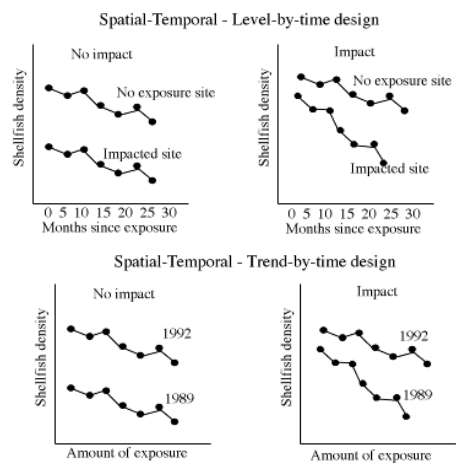 Spatial-Temporal - Level-by-time design
No impact
No exposure site
Impacted site
Shellfish density
0 5 10 15 20 25 30
Months since exposure
Impact
No exposure site
Impacted site
Shellfish density
0 5 10 15 20 25 30
Months since exposure
Spatial-Temporal - Trend-by-time design
No impact
1992
1989
Shellfish density
Amount of exposure
Impact
1992
1989
Shellfish density
Amount of exposure